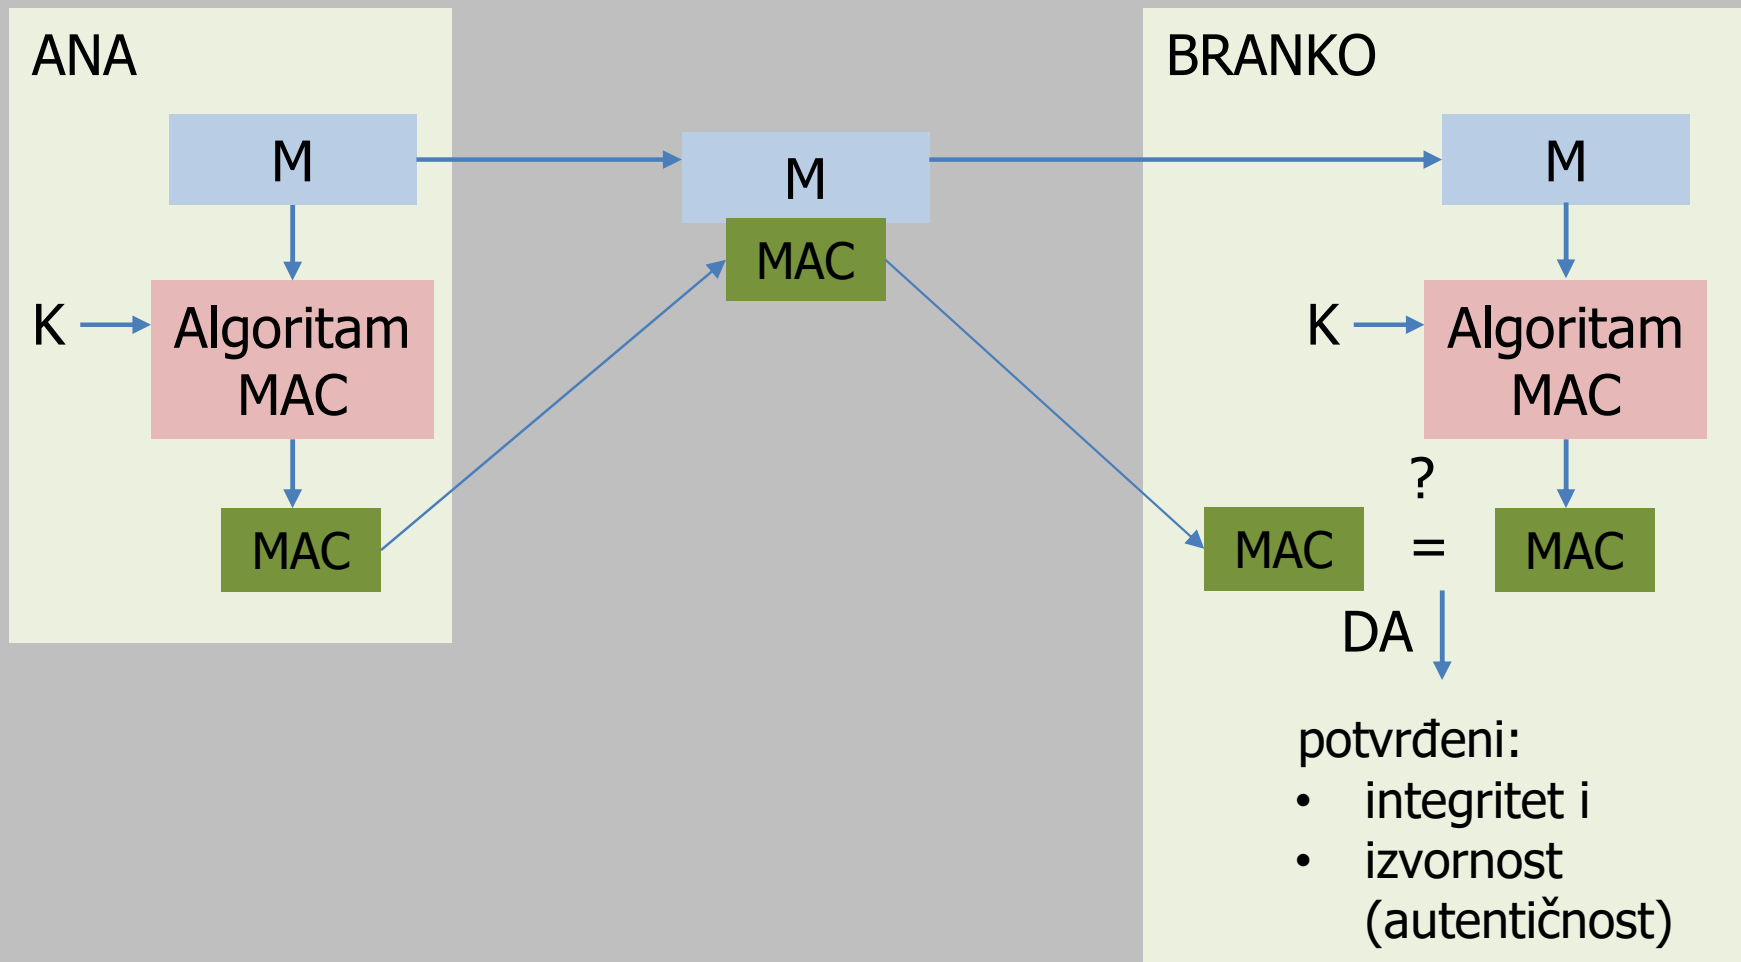 ANA
M
K
Algoritam
MAC
MAC
M
MAC
BRANKO
M
K
Algoritam
MAC
?
MAC
=
MAC
DA
potvrđeni:
• integritet i
• izvornost
(autentičnost)